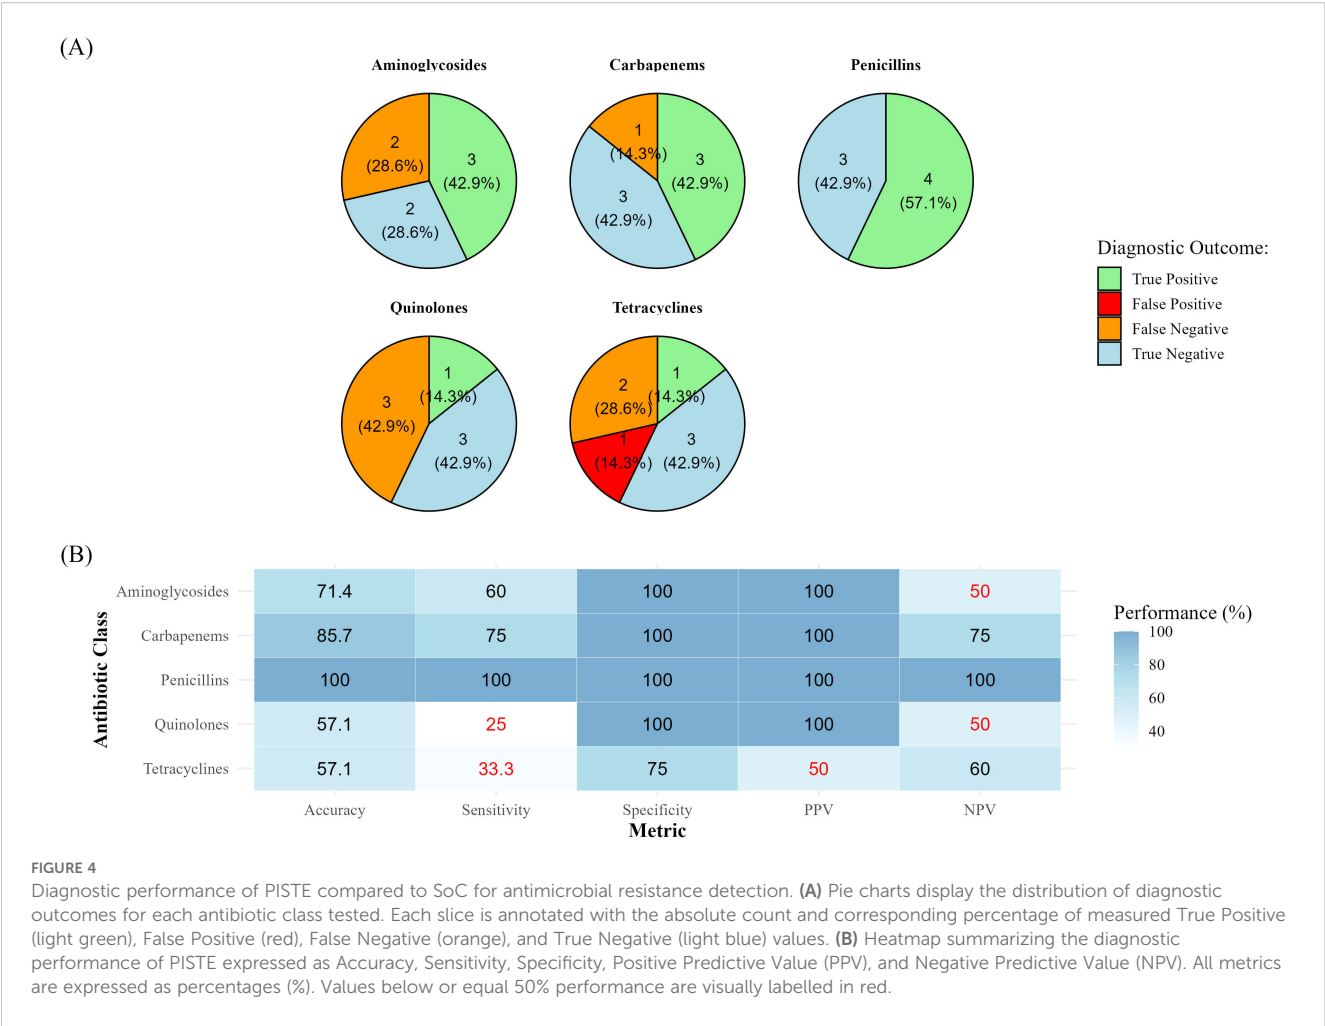 (A)
Aminoglycosides
Carbapenems
Penicillins
2
(28.6%)
3
(42.9%)
2
(28.6%)
1
(14.3%)
3
(42.9%)
3
(42.9%)
3
(42.9%)
4
(57.1%)
Diagnostic Outcome:
True Positive
False Positive
False Negative
True Negative
Quinolones
Tetracyclines
1
(14.3%)
3
(42.9%)
3
(42.9%)
2
(28.6%)
1
(14.3%)
1
(14.3%)
3
(42.9%)
(B)
Antibiotic Class
Aminoglycosides 71.4 60 100 100 50
Carbapenems 85.7 75 100 100 75
Penicillins 100 100 100 100 100
Quinolones 57.1 25 100 100 50
Tetracyclines 57.1 33.3 75 50 60
Accuracy Sensitivity Specificity PPV NPV
Metric
Performance (%)
100
80
60
40
FIGURE 4
Diagnostic performance of PISTE compared to SoC for antimicrobial resistance detection. (A) Pie charts display the distribution of diagnostic
outcomes for each antibiotic class tested. Each slice is annotated with the absolute count and corresponding percentage of measured True Positive
(light green), False Positive (red), False Negative (orange), and True Negative (light blue) values. (B) Heatmap summarizing the diagnostic
performance of PISTE expressed as Accuracy, Sensitivity, Specificity, Positive Predictive Value (PPV), and Negative Predictive Value (NPV). All metrics
are expressed as percentages (%). Values below or equal 50% performance are visually labelled in red.